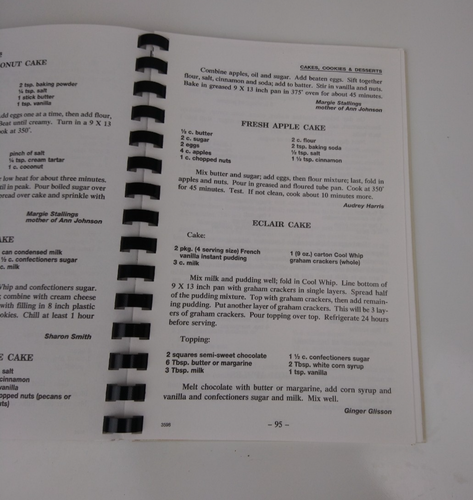 ONUT CAKE
2 tsp. baking powder
½ tsp. salt
1 stick butter
1 tsp. vanilla
dd eggs one at a time, then add flour,
Beat until creamy. Turn in a 9 X 13
ok at 350°.
pinch of salt
¼ tsp. cream tartar
1 c. coconut
low heat for about three minutes.
til in peak. Pour boiled sugar over
read over cake and sprinkle with
Margie Stallings
mother of Ann Johnson
AKE
can condensed milk
½ c. confectioners sugar
c. milk
Whip and confectioners sugar.
combine with cream cheese
with filling in 8 inch plastic
okies. Chill at least 1 hour
Sharon Smith
E CAKE
salt
cinnamon
vanilla
opped nuts (pecans or
uts)
CAKES, COOKIES & DESSERTS
Combine apples, oil and sugar. Add beaten eggs. Sift together
flour, salt, cinnamon and soda; add to batter. Stir in vanilla and nuts.
Bake in greased 9 X 13 inch pan in 375° oven for about 45 minutes.
Margie Stallings
mother of Ann Johnson
FRESH APPLE CAKE
½ c. butter
2 c. sugar
2 eggs
4 c. apples
1 c. chopped nuts
2 c. flour
2 tsp. baking soda
½ tsp. salt
1 ½ tsp. cinnamon
Mix butter and sugar; add eggs, then flour mixture; last, fold in
apples and nuts. Pour in greased and floured tube pan. Cook at 350°
for 45 minutes. Test. If not clean, cook about 10 minutes more.
Audrey Harris
ECLAIR CAKE
Cake:
2 pkg. (4 serving size) French
vanilla instant pudding
3 c. milk
1 (9 oz.) carton Cool Whip
graham crackers (whole)
Mix milk and pudding well; fold in Cool Whip. Line bottom of
9 X 13 inch pan with graham crackers in single layers. Spread half
of the pudding mixture. Top with graham crackers, then add remain-
ing pudding. Put another layer of graham crackers. This will be 3 lay-
ers of graham crackers. Pour topping over top. Refrigerate 24 hours
before serving.
Topping:
2 squares semi-sweet chocolate
6 Tbsp. butter or margarine
3 Tbsp. milk
1 ½ c. confectioners sugar
2 Tbsp. white corn syrup
1 tsp. vanilla
Melt chocolate with butter or margarine, add corn syrup and
vanilla and confectioners sugar and milk. Mix well.
Ginger Glisson
- 95 -